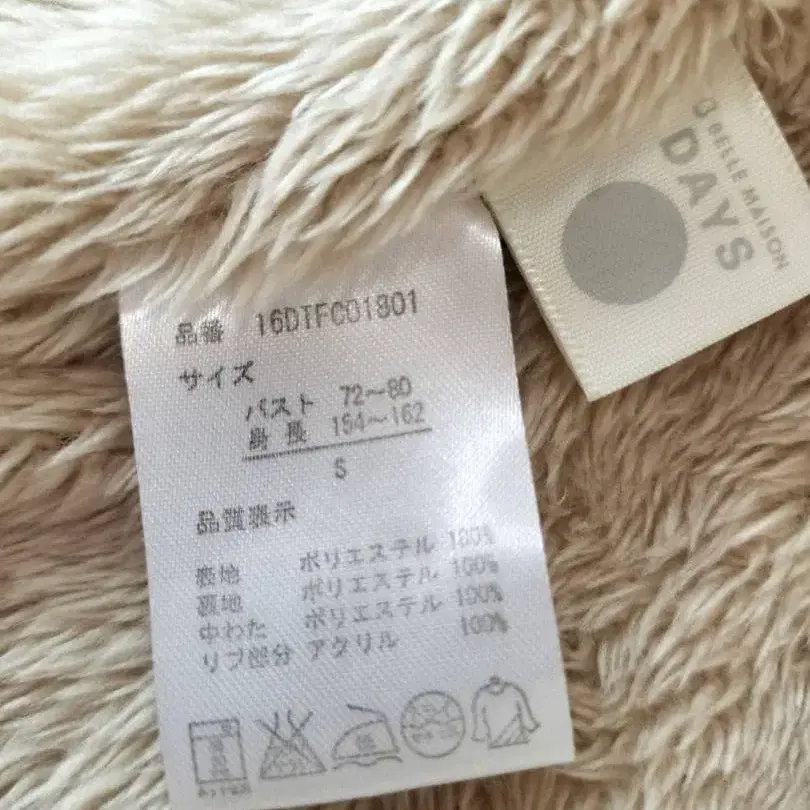 BELLE MAISON
DAYS
品番 16DTFC01801
サイズ
バスト 72～80
身長 154～162
S
品質表示
表地 ポリエステル 100%
裏地 ポリエステル 100%
中わた ポリエステル 100%
リブ部分 アクリル 100%